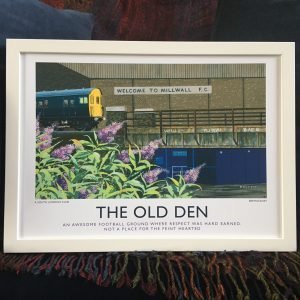 WELCOME TO MILLWALL F.C
THE OLD DEN
AN AWESOME FOOTBALL GROUND WHERE RESPECT WAS HARD EARNED.
NOT A PLACE FOR THE FEINT HEARTED